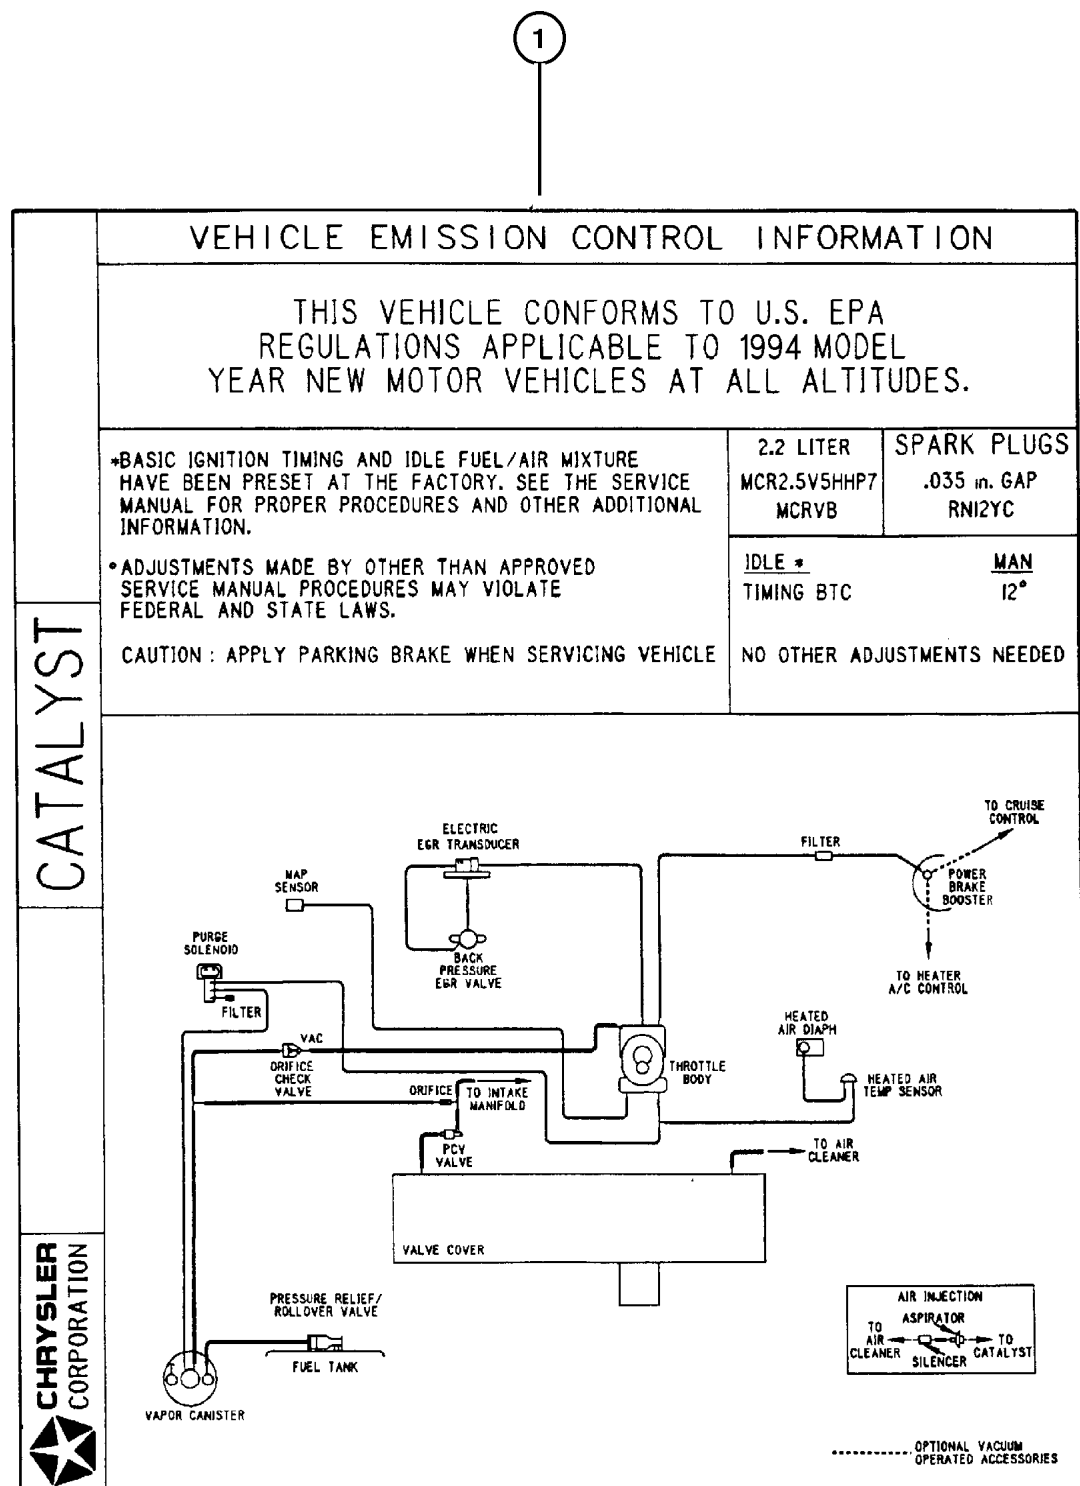 1
VEHICLE EMISSION CONTROL INFORMATION
THIS VEHICLE CONFORMS TO U.S. EPA
REGULATIONS APPLICABLE TO 1994 MODEL
YEAR NEW MOTOR VEHICLES AT ALL ALTITUDES.
*BASIC IGNITION TIMING AND IDLE FUEL/AIR MIXTURE
HAVE BEEN PRESET AT THE FACTORY. SEE THE SERVICE
MANUAL FOR PROPER PROCEDURES AND OTHER ADDITIONAL
INFORMATION.
•ADJUSTMENTS MADE BY OTHER THAN APPROVED
SERVICE MANUAL PROCEDURES MAY VIOLATE
FEDERAL AND STATE LAWS.
CAUTION : APPLY PARKING BRAKE WHEN SERVICING VEHICLE
2.2 LITER
MCR2.5V5HHP7
MCRVB
SPARK PLUGS
.035 in. GAP
RN12YC
IDLE * MAN
TIMING BTC 12°
NO OTHER ADJUSTMENTS NEEDED
CATALYST
CHRYSLER
CORPORATION
TO CRUISE
CONTROL
ELECTRIC
EGR TRANSDUCER
FILTER
MAP
SENSOR
POWER
BRAKE
BOOSTER
PURGE
SOLENOID
BACK
PRESSURE
EGR VALVE
TO HEATER
A/C CONTROL
FILTER
HEATED
AIR DIAPH
VAC
ORIFICE
CHECK
VALVE
THROTTLE
BODY
HEATED AIR
TEMP SENSOR
ORIFICE
TO INTAKE
MANIFOLD
PCV
VALVE
TO AIR
CLEANER
VALVE COVER
PRESSURE RELIEF/
ROLLOVER VALVE
FUEL TANK
VAPOR CANISTER
AIR INJECTION
ASPIRATOR
TO
AIR
CLEANER
SILENCER
TO
CATALYST
OPTIONAL VACUUM
OPERATED ACCESSORIES